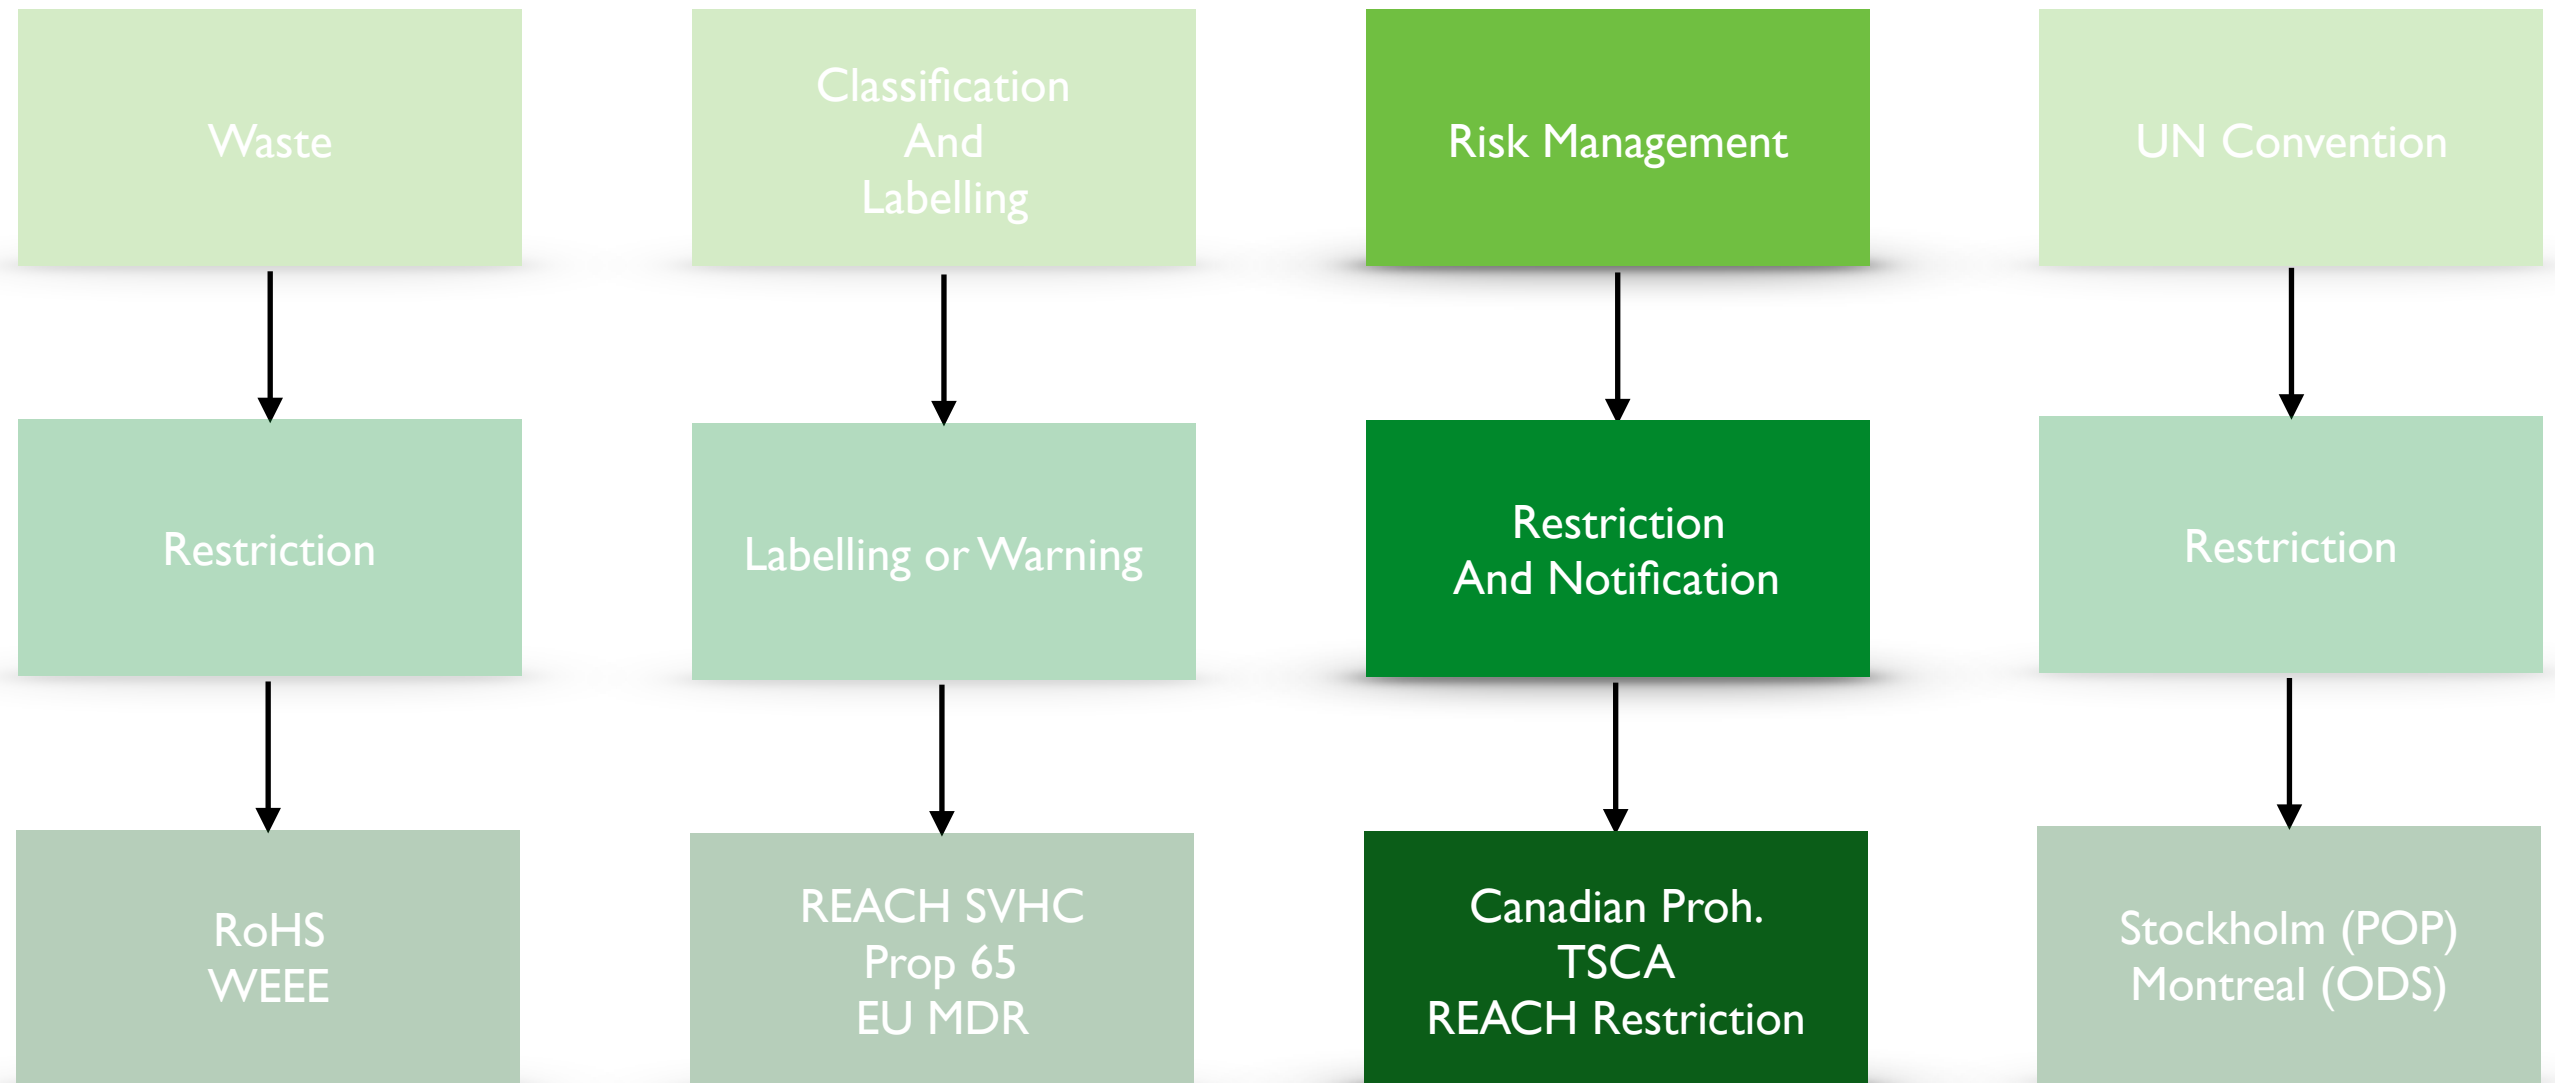 Waste
Classification
And
Labelling
Risk Management
UN Convention
Restriction
Labelling or Warning
Restriction
And Notification
Restriction
RoHS
WEEE
REACH SVHC
Prop 65
EU MDR
Canadian Proh.
TSCA
REACH Restriction
Stockholm (POP)
Montreal (ODS)